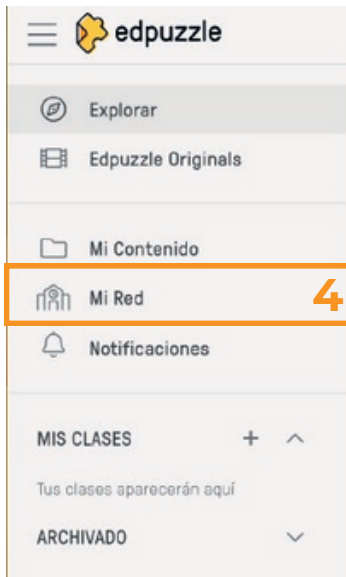 edpuzzle
Explorar
Edpuzzle Originals
Mi Contenido
Mi Red 4
Notificaciones
MIS CLASES +
Tus clases aparecerán aquí
ARCHIVADO